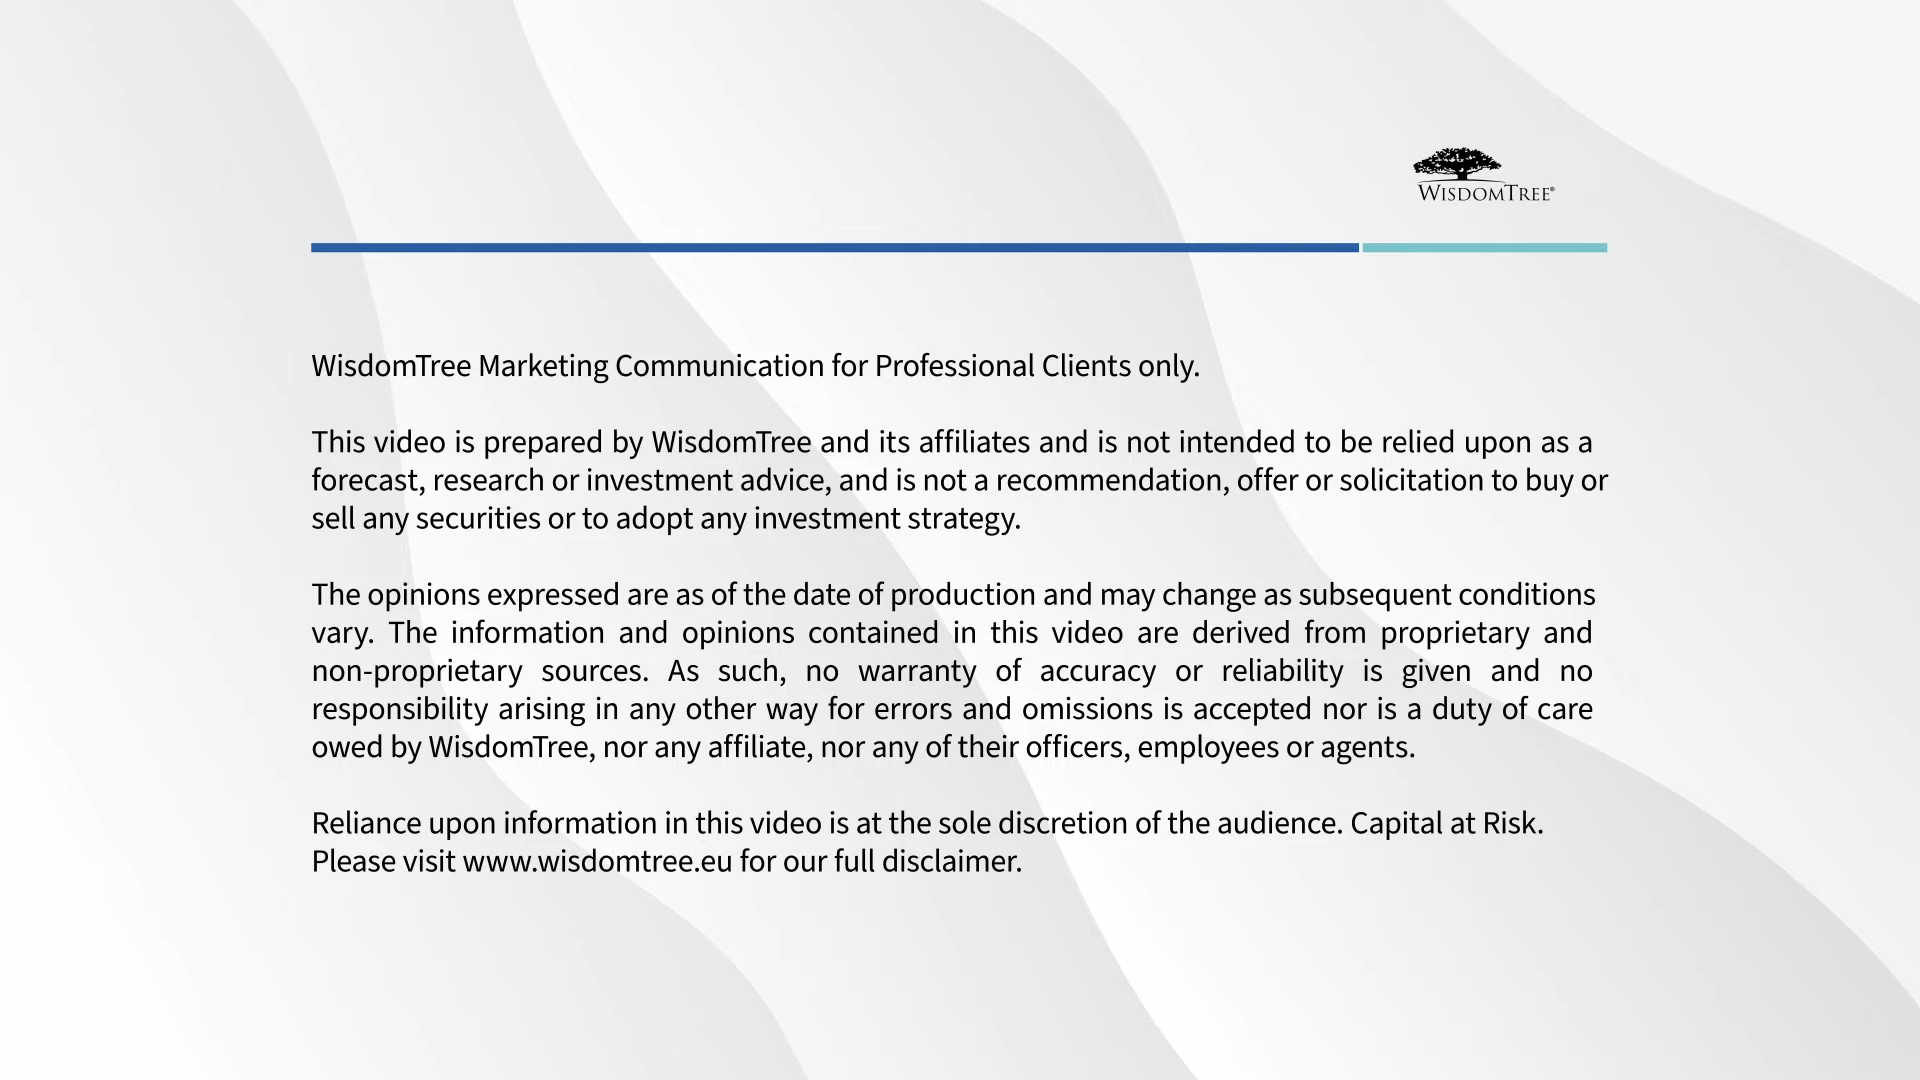 WISDOMTREE®
WisdomTree Marketing Communication for Professional Clients only.
This video is prepared by WisdomTree and its affiliates and is not intended to be relied upon as a
forecast, research or investment advice, and is not a recommendation, offer or solicitation to buy or
sell any securities or to adopt any investment strategy.
The opinions expressed are as of the date of production and may change as subsequent conditions
vary. The information and opinions contained in this video are derived from proprietary and
non-proprietary sources. As such, no warranty of accuracy or reliability is given and no
responsibility arising in any other way for errors and omissions is accepted nor is a duty of care
owed by WisdomTree, nor any affiliate, nor any of their officers, employees or agents.
Reliance upon information in this video is at the sole discretion of the audience. Capital at Risk.
Please visit www.wisdomtree.eu for our full disclaimer.